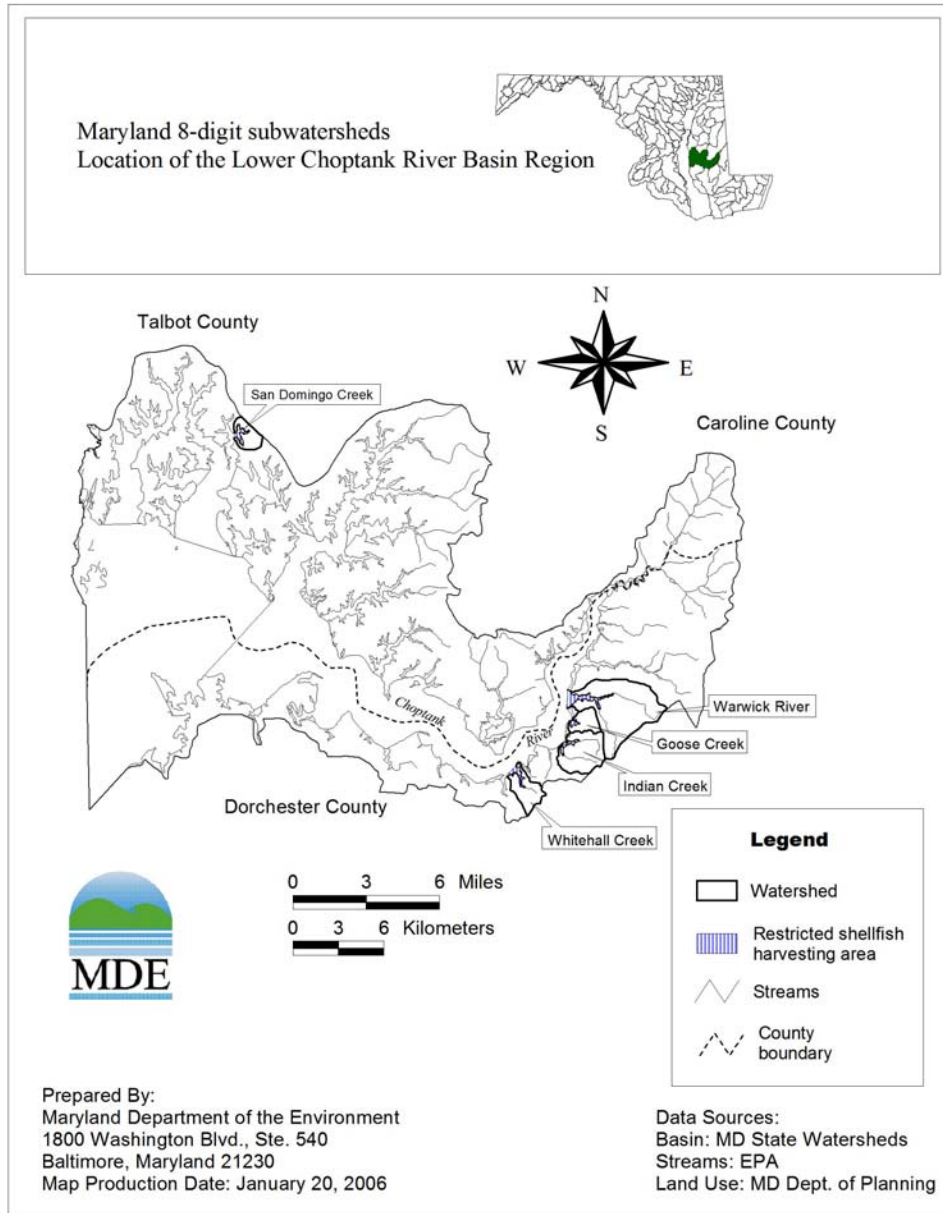 Maryland 8-digit subwatersheds
Location of the Lower Choptank River Basin Region
N
W
E
S
Talbot County
San Domingo Creek
Caroline County
Choptank
River
Warwick River
Goose Creek
Indian Creek
Dorchester County
Whitehall Creek
0 3 6 Miles
0 3 6 Kilometers
MDE
Legend
Watershed
Restricted shellfish
harvesting area
Streams
County
boundary
Prepared By:
Maryland Department of the Environment
1800 Washington Blvd., Ste. 540
Baltimore, Maryland 21230
Map Production Date: January 20, 2006
Data Sources:
Basin: MD State Watersheds
Streams: EPA
Land Use: MD Dept. of Planning